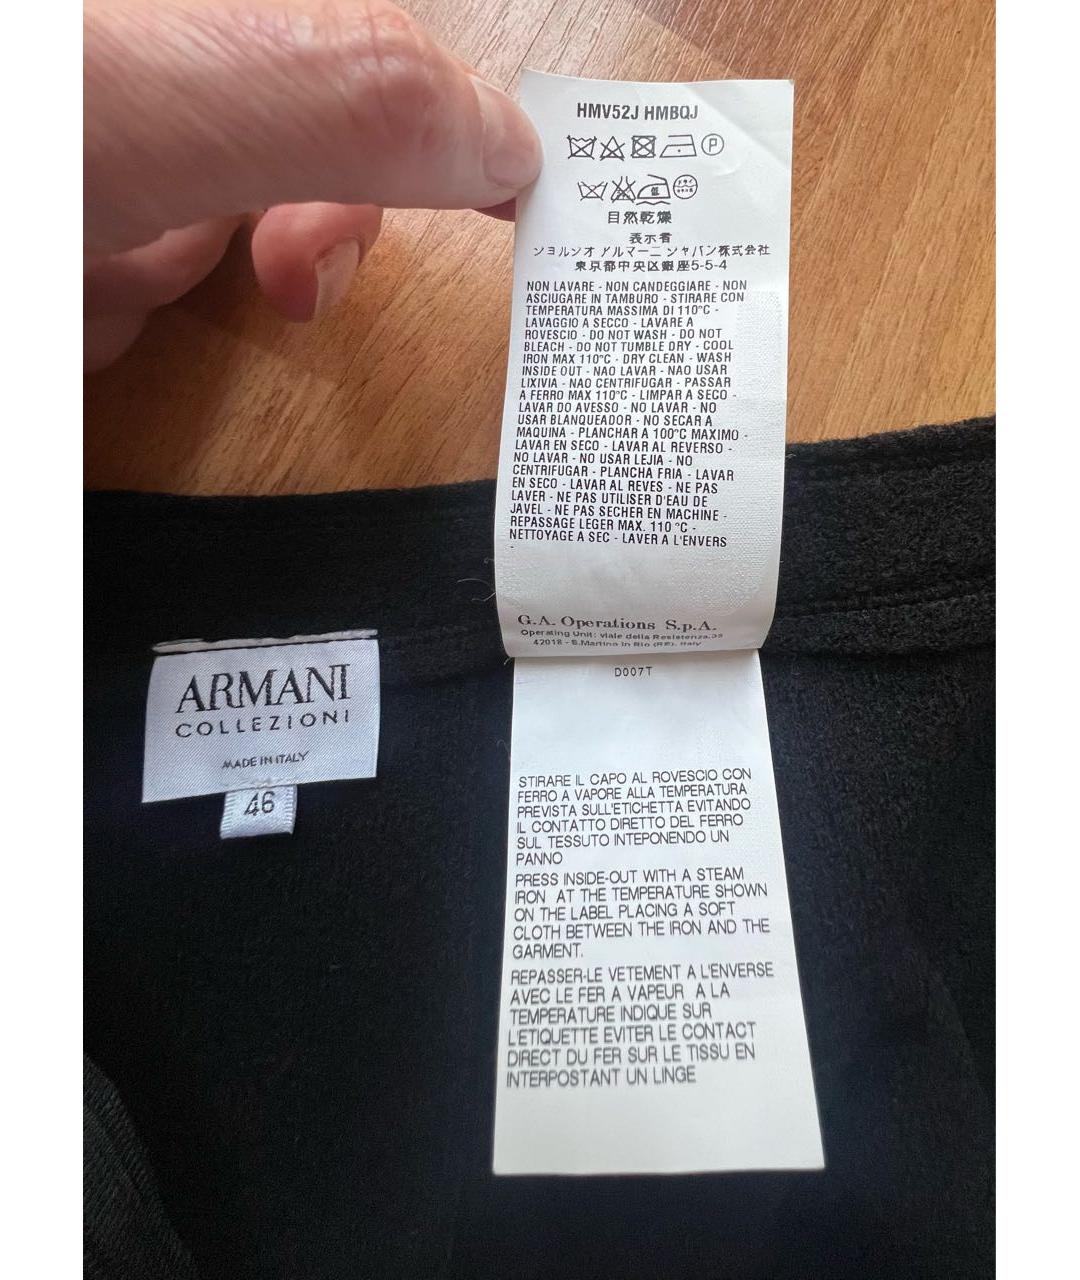 HMV52J HMBQJ
P
自然乾燥
表示者
ジョルジオ アルマーニ ジャパン株式会社
東京都中央区銀座5-5-4
NON LAVARE - NON CANDEGGIARE - NON
ASCIUGARE IN TAMBURO - STIRARE CON
TEMPERATURA MASSIMA DI 110°C -
LAVAGGIO A SECCO - LAVARE A
ROVESCIO - DO NOT WASH - DO NOT
BLEACH - DO NOT TUMBLE DRY - COOL
IRON MAX 110°C - DRY CLEAN - WASH
INSIDE OUT - NAO LAVAR - NAO USAR
LIXIVIA - NAO CENTRIFUGAR - PASSAR
A FERRO MAX 110°C - LIMPAR A SECO -
LAVAR DO AVESSO - NO LAVAR - NO
USAR BLANQUEADOR - NO SECAR A
MAQUINA - PLANCHAR A 100°C MAXIMO -
LAVAR EN SECO - LAVAR AL REVERSO -
NO LAVAR - NO USAR LEJIA - NO
CENTRIFUGAR - PLANCHA FRIA - LAVAR
EN SECO - LAVAR AL REVES - NE PAS
LAVER - NE PAS UTILISER D'EAU DE
JAVEL - NE PAS SECHER EN MACHINE -
REPASSAGE LEGER MAX. 110 °C -
NETTOYAGE A SEC - LAVER A L'ENVERS
-
G.A. Operations S.p.A.
Operating Unit: viale della Resistenza,
42018 - S.Martino in Rio (RE), Italy
D007T
ARMANI
COLLEZIONI
MADE IN ITALY
46
STIRARE IL CAPO AL ROVESCIO CON
FERRO A VAPORE ALLA TEMPERATURA
PREVISTA SULL'ETICHETTA EVITANDO
IL CONTATTO DIRETTO DEL FERRO
SUL TESSUTO INTEPONENDO UN
PANNO
PRESS INSIDE-OUT WITH A STEAM
IRON AT THE TEMPERATURE SHOWN
ON THE LABEL PLACING A SOFT
CLOTH BETWEEN THE IRON AND THE
GARMENT.
REPASSER-LE VETEMENT A L'ENVERSE
AVEC LE FER A VAPEUR A LA
TEMPERATURE INDIQUE SUR
L'ETIQUETTE EVITER LE CONTACT
DIRECT DU FER SUR LE TISSU EN
INTERPOSTANT UN LINGE